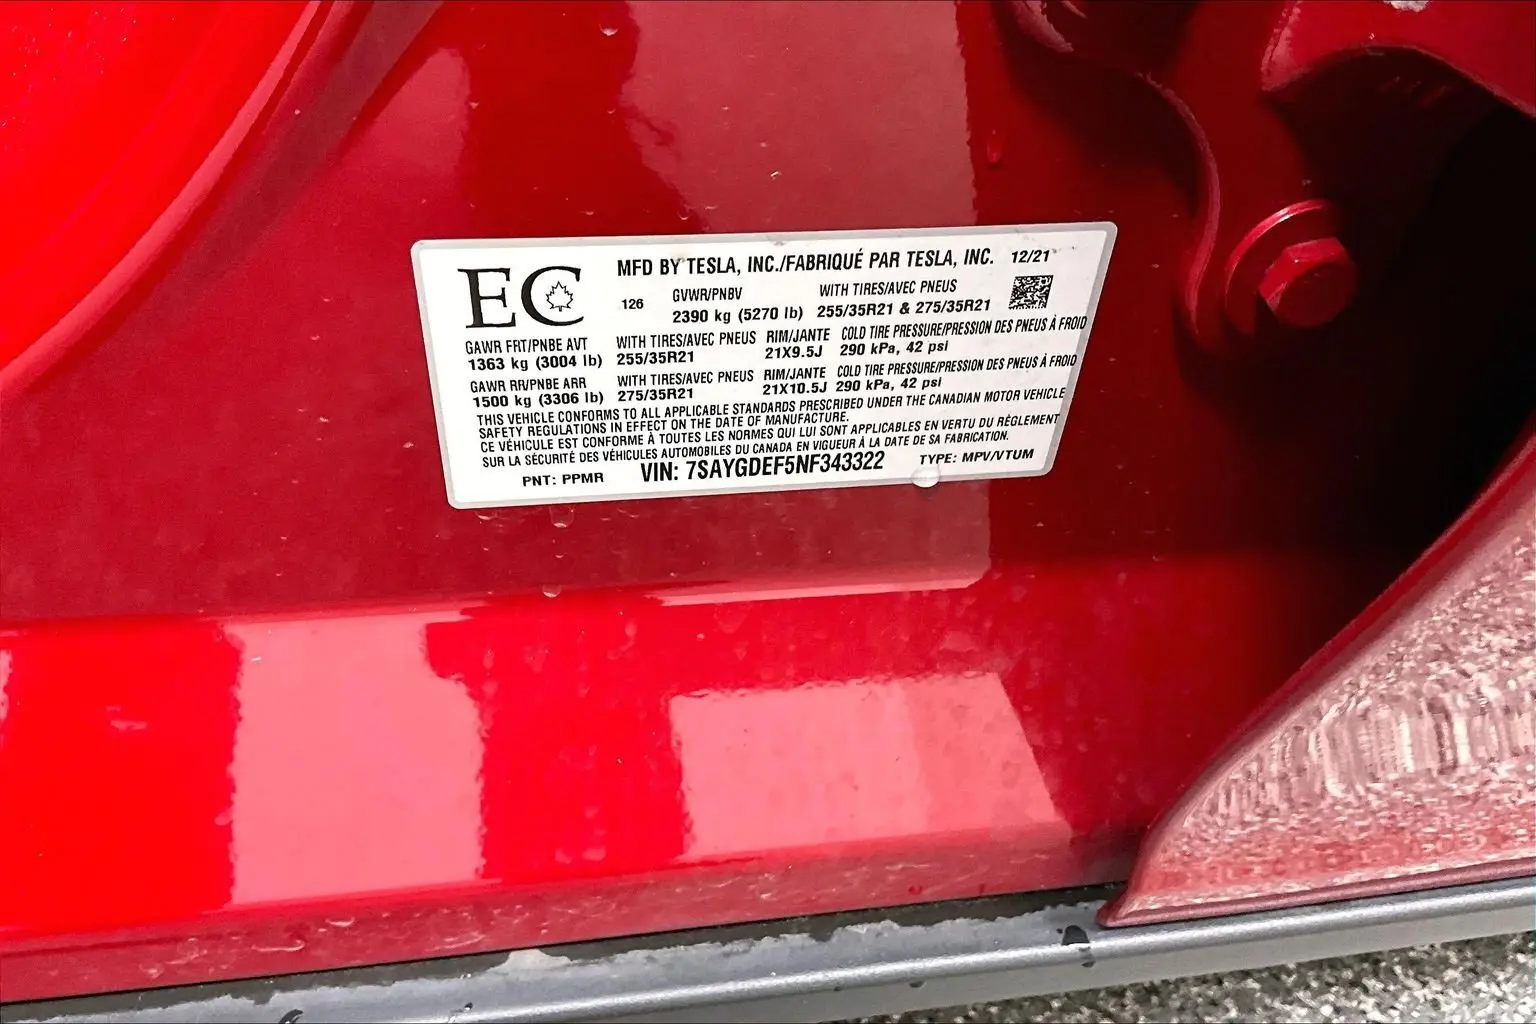 EC
MFD BY TESLA, INC./FABRIQUÉ PAR TESLA, INC. 12/21
126 GVWR/PNBV WITH TIRES/AVEC PNEUS
2390 kg (5270 lb) 255/35R21 & 275/35R21
GAWR FRT/PNBE AVT WITH TIRES/AVEC PNEUS RIM/JANTE COLD TIRE PRESSURE/PRESSION DES PNEUS À FROID
1363 kg (3004 lb) 255/35R21 21X9.5J 290 kPa, 42 psi
GAWR RR/PNBE ARR WITH TIRES/AVEC PNEUS RIM/JANTE COLD TIRE PRESSURE/PRESSION DES PNEUS À FROID
1500 kg (3306 lb) 275/35R21 21X10.5J 290 kPa, 42 psi
THIS VEHICLE CONFORMS TO ALL APPLICABLE STANDARDS PRESCRIBED UNDER THE CANADIAN MOTOR VEHICLE
SAFETY REGULATIONS IN EFFECT ON THE DATE OF MANUFACTURE.
CE VÉHICULE EST CONFORME À TOUTES LES NORMES QUI LUI SONT APPLICABLES EN VERTU DU RÈGLEMENT
SUR LA SÉCURITÉ DES VÉHICULES AUTOMOBILES DU CANADA EN VIGUEUR À LA DATE DE SA FABRICATION.
PNT: PPMR VIN: 7SAYGDEF5NF343322 TYPE: MPV/VTUM